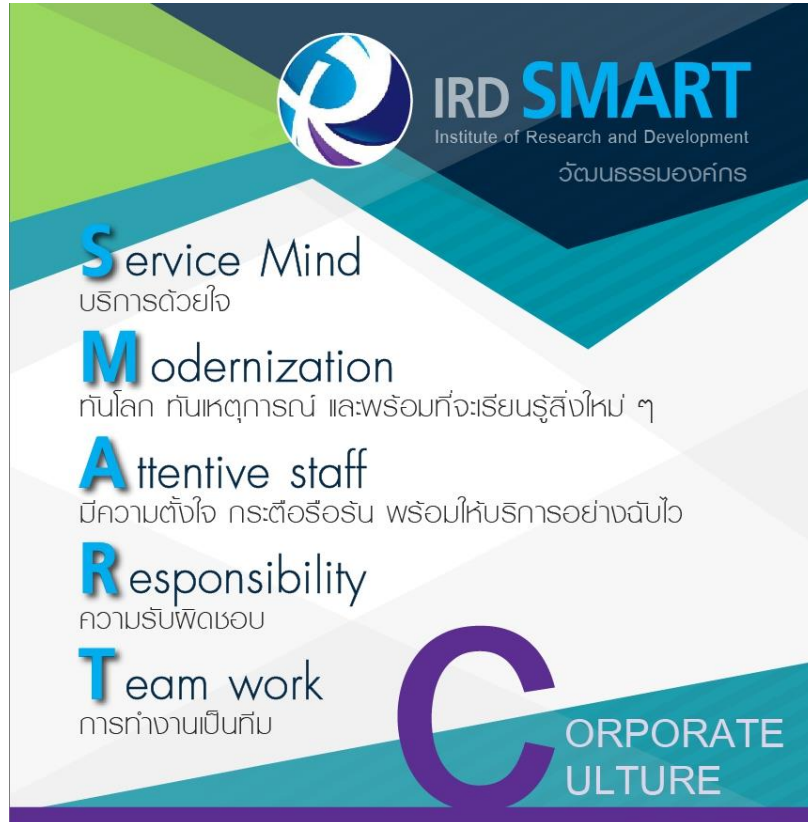 IRD SMART
Institute of Research and Development
วัฒนธรรมองค์กร
Service Mind
บริการด้วยใจ
Modernization
ทันโลก ทันเหตุการณ์ และพร้อมที่จะเรียนรู้สิ่งใหม่ ๆ
Attentive staff
มีความตั้งใจ กระตือรือร้น พร้อมให้บริการอย่างฉับไว
Responsibility
ความรับผิดชอบ
Team work
การทำงานเป็นทีม
CORPORATE
ULTURE